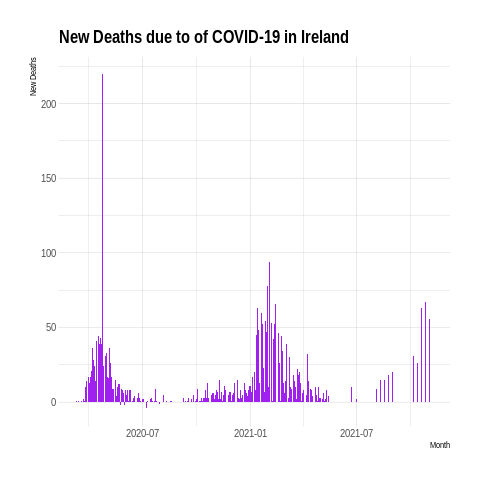 New Deaths due to of COVID-19 in Ireland
New Deaths
200
150
100
50
0
2020-07
2021-01
2021-07
Month